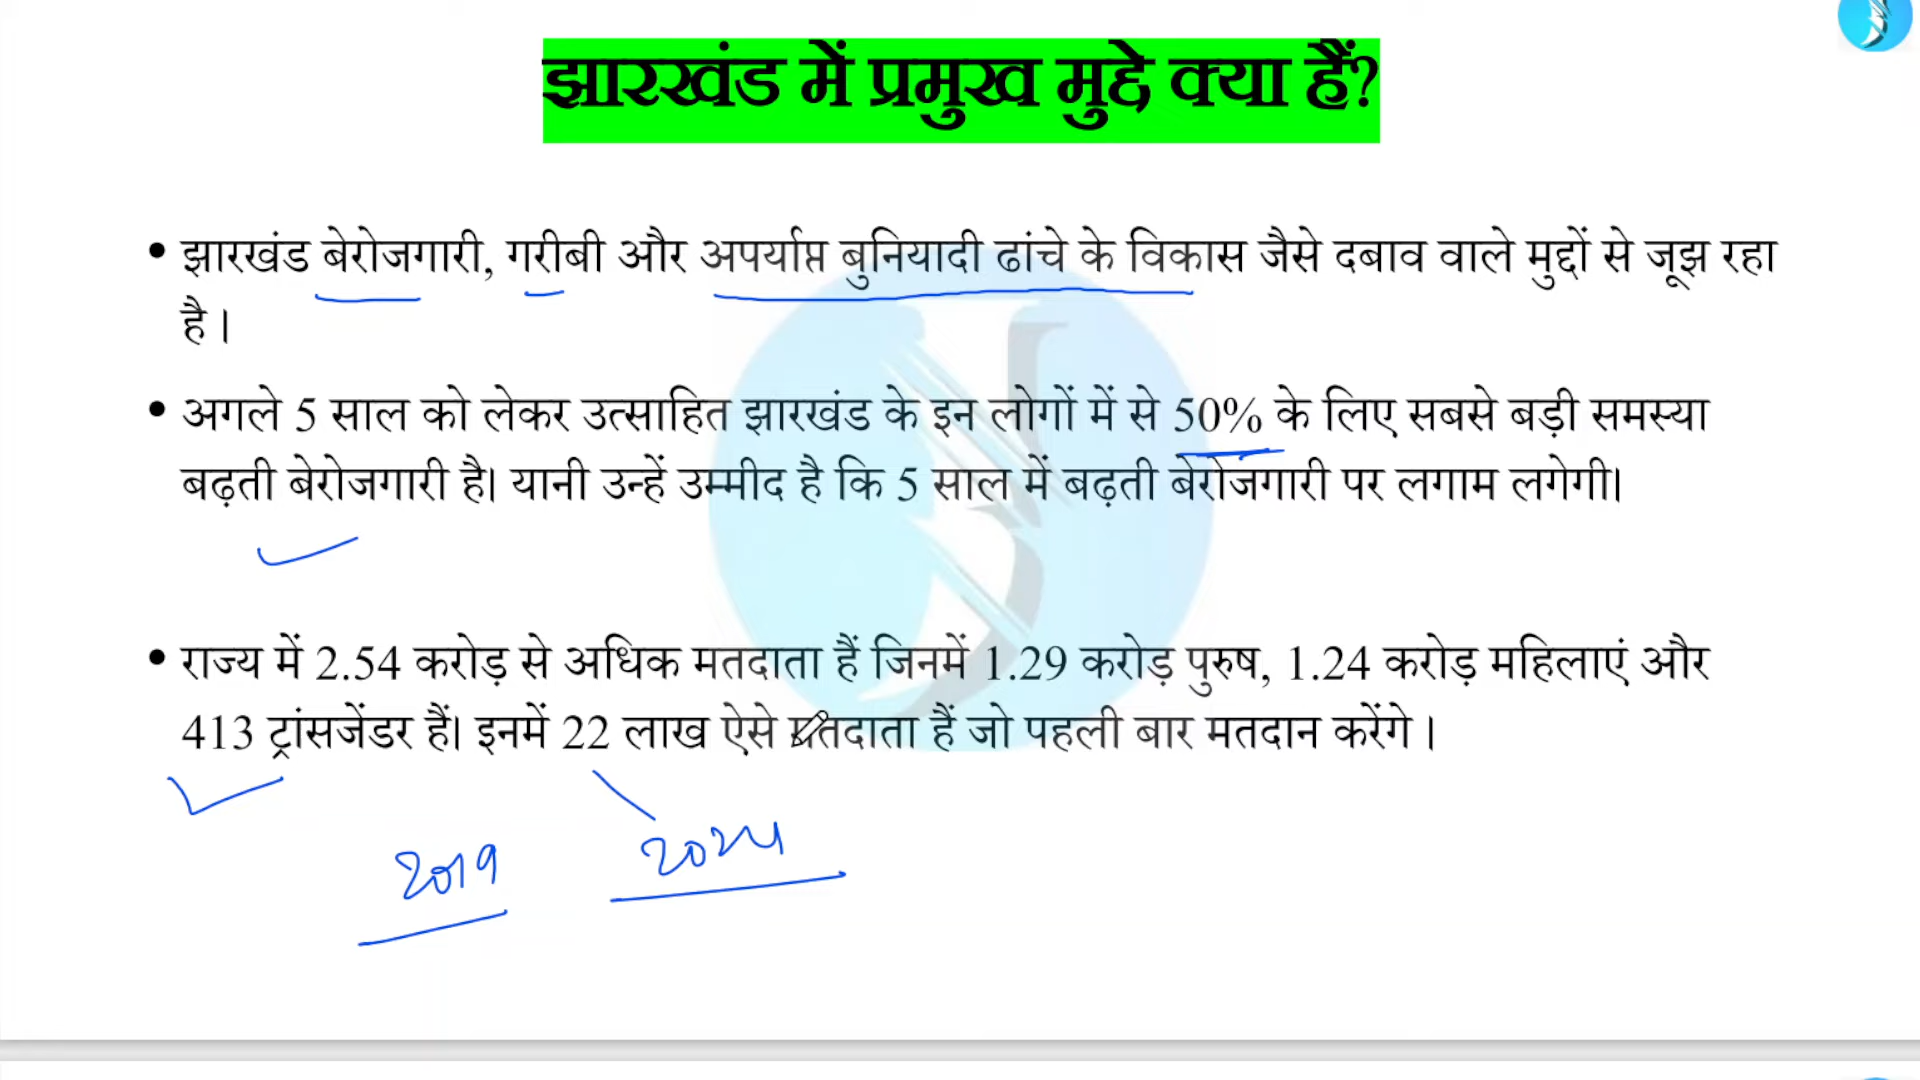 झारखंड में प्रमुख मुद्दे क्या हैं?
• झारखंड बेरोजगारी, गरीबी और अपर्याप्त बुनियादी ढांचे के विकास जैसे दबाव वाले मुद्दों से जूझ रहा
है।
• अगले 5 साल को लेकर उत्साहित झारखंड के इन लोगों में से 50% के लिए सबसे बड़ी समस्या
बढ़ती बेरोजगारी है। यानी उन्हें उम्मीद है कि 5 साल में बढ़ती बेरोजगारी पर लगाम लगेगी।
• राज्य में 2.54 करोड़ से अधिक मतदाता हैं जिनमें 1.29 करोड़ पुरुष, 1.24 करोड़ महिलाएं और
413 ट्रांसजेंडर हैं। इनमें 22 लाख ऐसे मतदाता हैं जो पहली बार मतदान करेंगे।
2019 2024